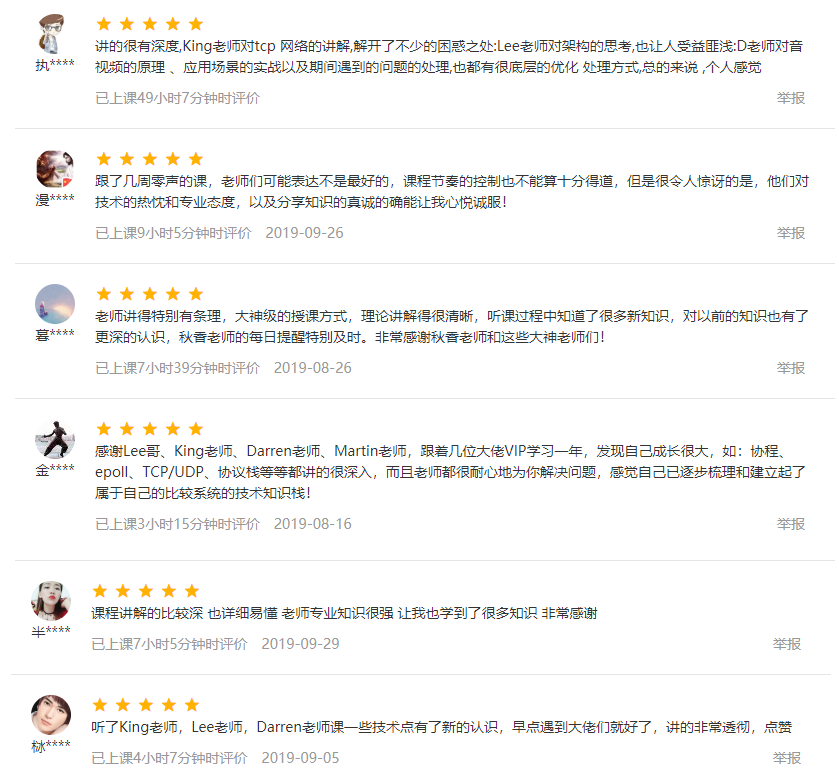 讲的很有深度,King老师对tcp 网络的讲解,解开了不少的困惑之处:Lee老师对架构的思考,也让人受益匪浅:D老师对音
执****
视频的原理 、应用场景的实战以及期间遇到的问题的处理,也都有很底层的优化 处理方式,总的来说 ,个人感觉
已上课49小时7分钟时评价 举报
跟了几周零声的课，老师们可能表达不是最好的，课程节奏的控制也不能算十分得道，但是很令人惊讶的是，他们对
漫****
技术的热忱和专业态度，以及分享知识的真诚的确能让我心悦诚服！
已上课9小时5分钟时评价 2019-09-26 举报
老师讲得特别有条理，大神级的授课方式，理论讲解得很清晰，听课过程中知道了很多新知识，对以前的知识也有了
暮****
更深的认识，秋香老师的每日提醒特别及时。非常感谢秋香老师和这些大神老师们！
已上课7小时39分钟时评价 2019-08-26 举报
感谢Lee哥、King老师、Darren老师、Martin老师，跟着几位大佬VIP学习一年，发现自己成长很大，如：协程、
金****
epoll、TCP/UDP、协议栈等等都讲的很深入，而且老师都很耐心地为你解决问题，感觉自己已逐步梳理和建立起了
属于自己的比较系统的技术知识栈！
已上课3小时15分钟时评价 2019-08-16 举报
课程讲解的比较深 也详细易懂 老师专业知识很强 让我也学到了很多知识 非常感谢
半****
已上课7小时5分钟时评价 2019-09-29 举报
听了King老师，Lee老师，Darren老师课一些技术点有了新的认识，早点遇到大佬们就好了，讲的非常透彻，点赞
****
已上课4小时7分钟时评价 2019-09-05 举报